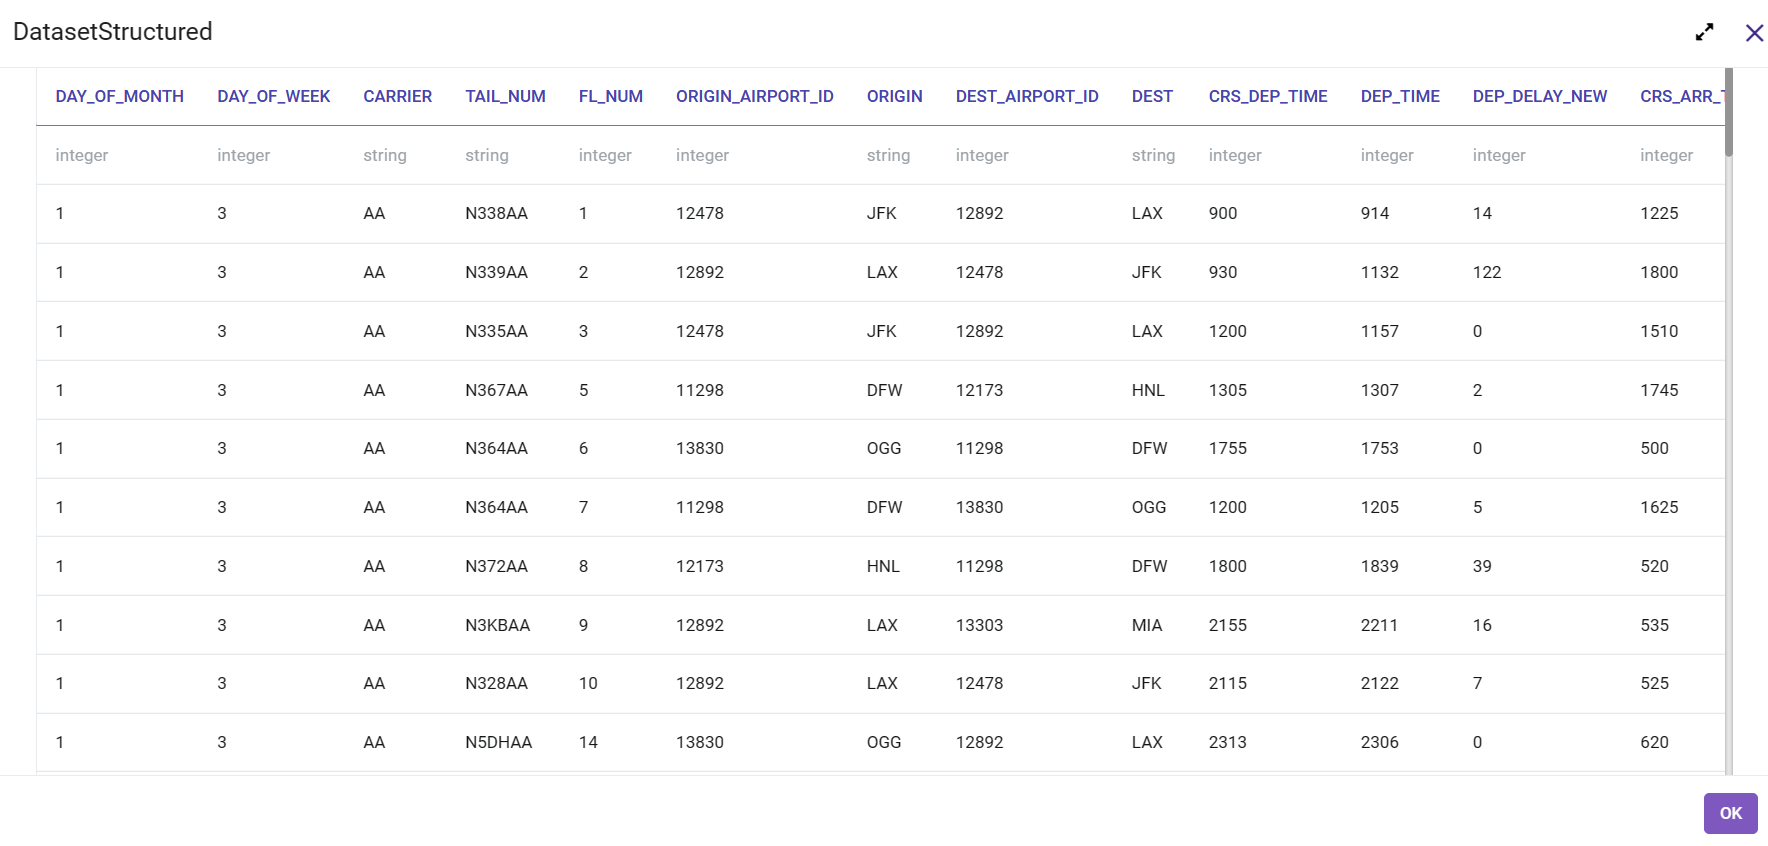 DatasetStructured
DAY_OF_MONTH DAY_OF_WEEK CARRIER TAIL_NUM FL_NUM ORIGIN_AIRPORT_ID ORIGIN DEST_AIRPORT_ID DEST CRS_DEP_TIME DEP_TIME DEP_DELAY_NEW CRS_ARR_T
integer integer string string integer integer string integer string integer integer integer integer
1 3 AA N338AA 1 12478 JFK 12892 LAX 900 914 14 1225
1 3 AA N339AA 2 12892 LAX 12478 JFK 930 1132 122 1800
1 3 AA N335AA 3 12478 JFK 12892 LAX 1200 1157 0 1510
1 3 AA N367AA 5 11298 DFW 12173 HNL 1305 1307 2 1745
1 3 AA N364AA 6 13830 OGG 11298 DFW 1755 1753 0 500
1 3 AA N364AA 7 11298 DFW 13830 OGG 1200 1205 5 1625
1 3 AA N372AA 8 12173 HNL 11298 DFW 1800 1839 39 520
1 3 AA N3KBAA 9 12892 LAX 13303 MIA 2155 2211 16 535
1 3 AA N328AA 10 12892 LAX 12478 JFK 2115 2122 7 525
1 3 AA N5DHAA 14 13830 OGG 12892 LAX 2313 2306 0 620
OK